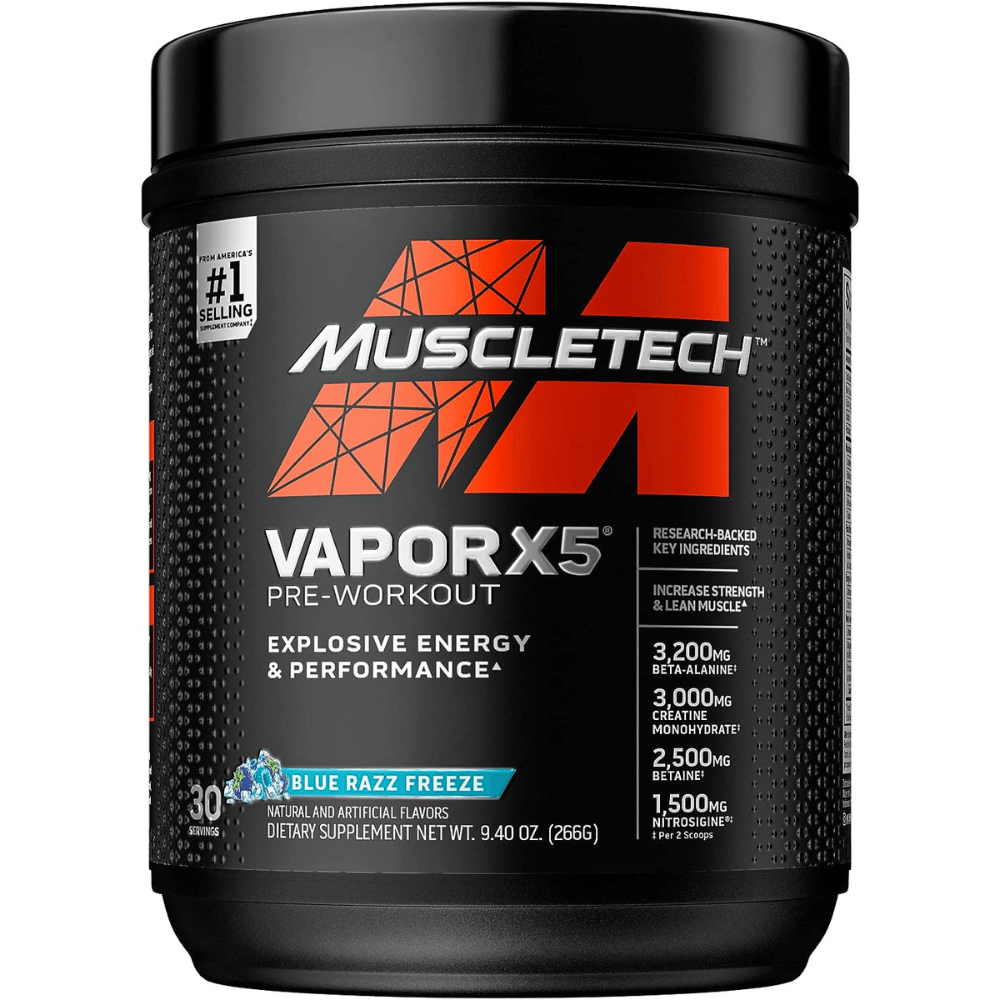 FROM AMERICA'S
#1
SELLING
SUPPLEMENT COMPANY‡
MUSCLETECH™
VAPOR X5®
PRE-WORKOUT
EXPLOSIVE ENERGY
& PERFORMANCE▲
BLUE RAZZ FREEZE
30
SERVINGS
NATURAL AND ARTIFICIAL FLAVORS
DIETARY SUPPLEMENT NET WT. 9.40 OZ. (266G)
RESEARCH-BACKED
KEY INGREDIENTS
INCREASE STRENGTH
& LEAN MUSCLE▲
3,200MG
BETA-ALANINE‡
3,000MG
CREATINE
MONOHYDRATE‡
2,500MG
BETAINE‡
1,500MG
NITROSIGINE®‡
‡ Per 2 Scoops